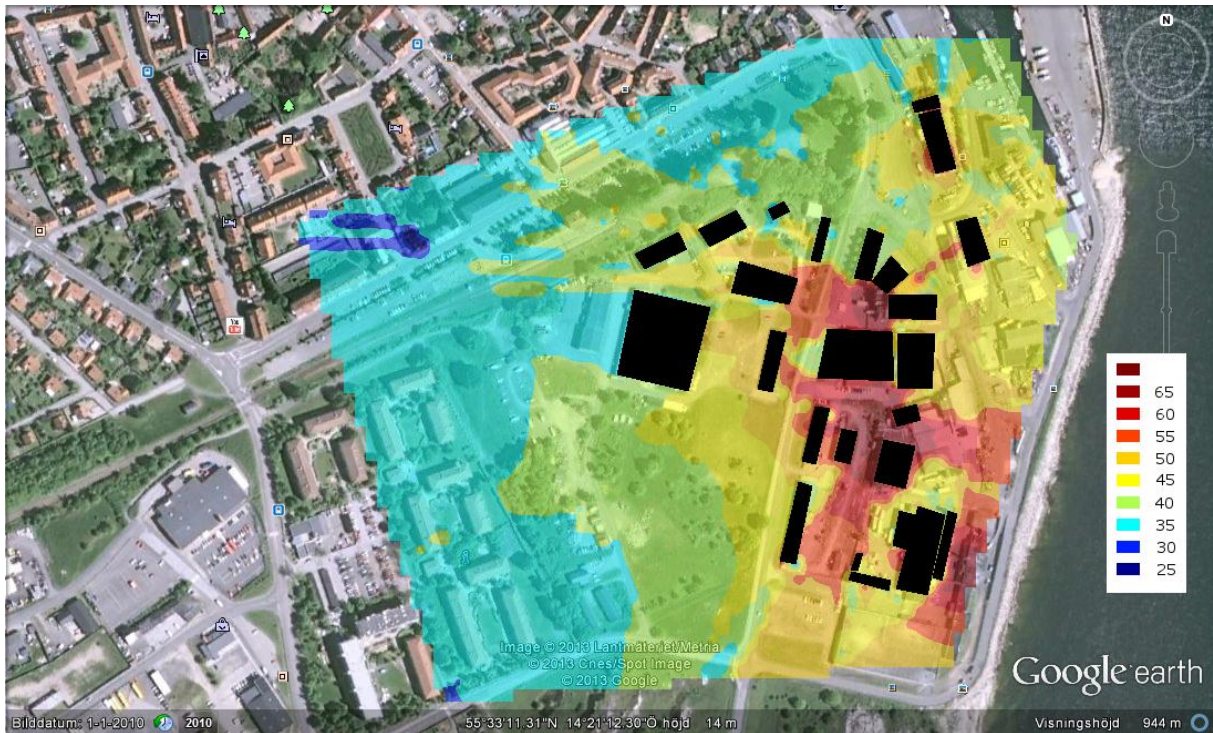 N
65
60
55
50
45
40
35
30
25
Image © 2013 Lantmäteriet/Metria
© 2013 Cnes/Spot Image
© 2013 Google
Google earth
Bilddatum: 1-1-2010 2010 55°33'11.31"N 14°21'12.30"Ö höjd 14 m Visningshöjd 944 m